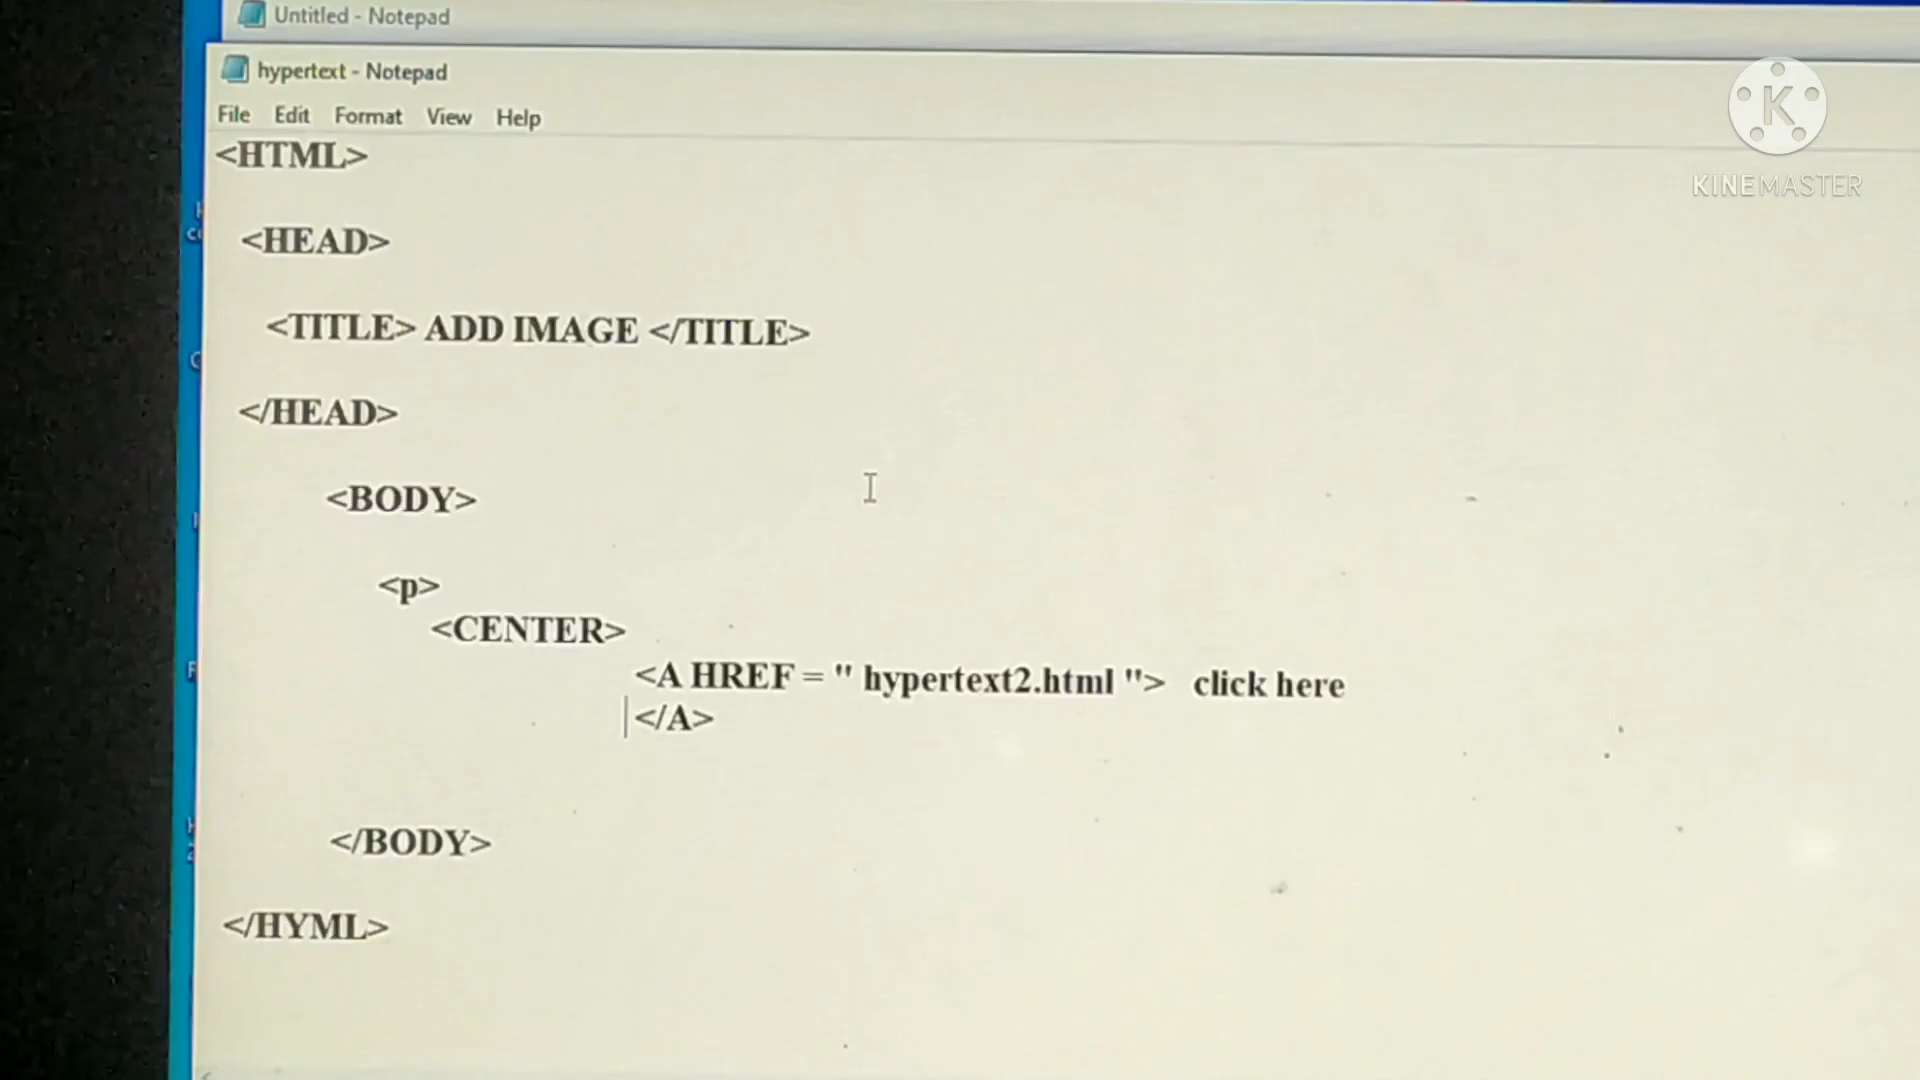 Untitled - Notepad
hypertext - Notepad
File Edit Format View Help
<HTML>
<HEAD>
<TITLE> ADD IMAGE </TITLE>
</HEAD>
<BODY>
<p>
<CENTER>
<A HREF = " hypertext2.html "> click here
</A>
</BODY>
</HYML>
KINEMASTER